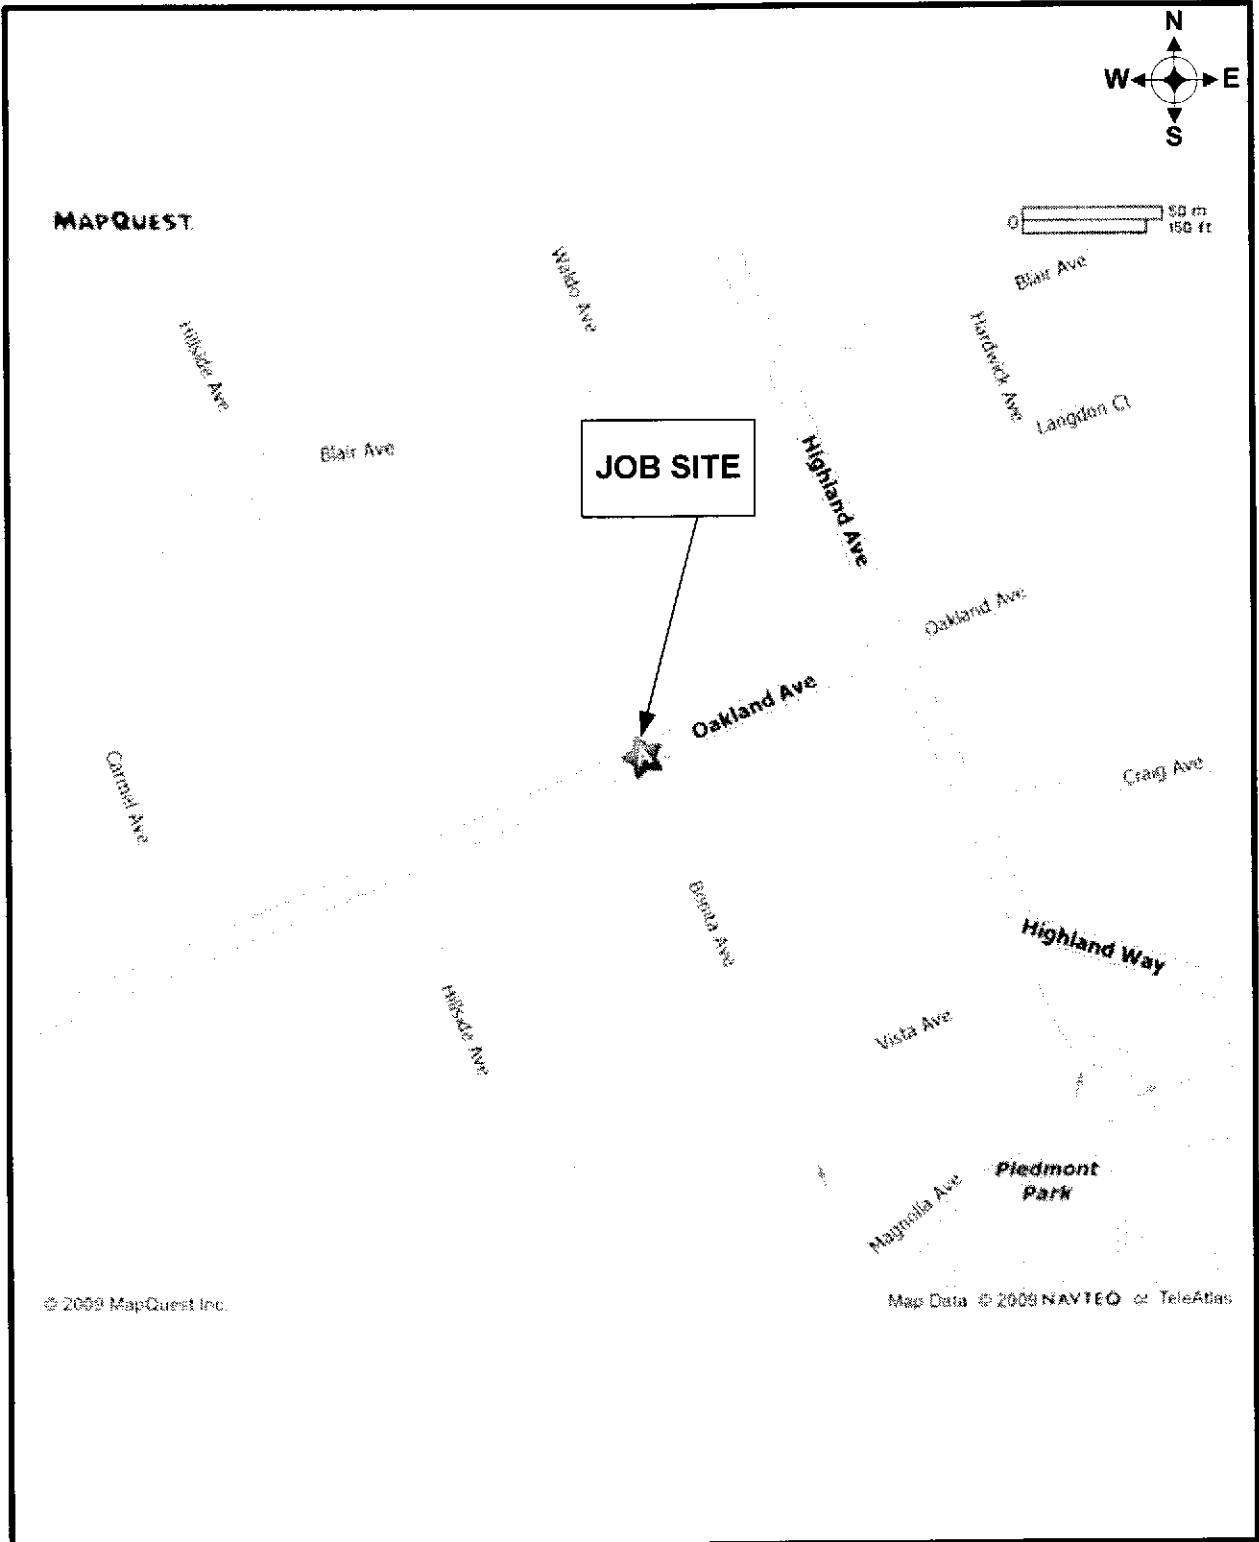 N
W E
S
MAPQUEST
0
50 m
150 ft
Blair Ave
Waldo Ave
Hillside Ave
Hardwick Ave
Langdon Ct
Blair Ave
JOB SITE
Highland Ave
Oakland Ave
Oakland Ave
Carmel Ave
Craig Ave
Bonita Ave
Highland Way
Hillside Ave
Vista Ave
Piedmont
Park
Magnolia Ave
© 2009 MapQuest Inc.
Map Data © 2009 NAVTEQ or TeleAtlas